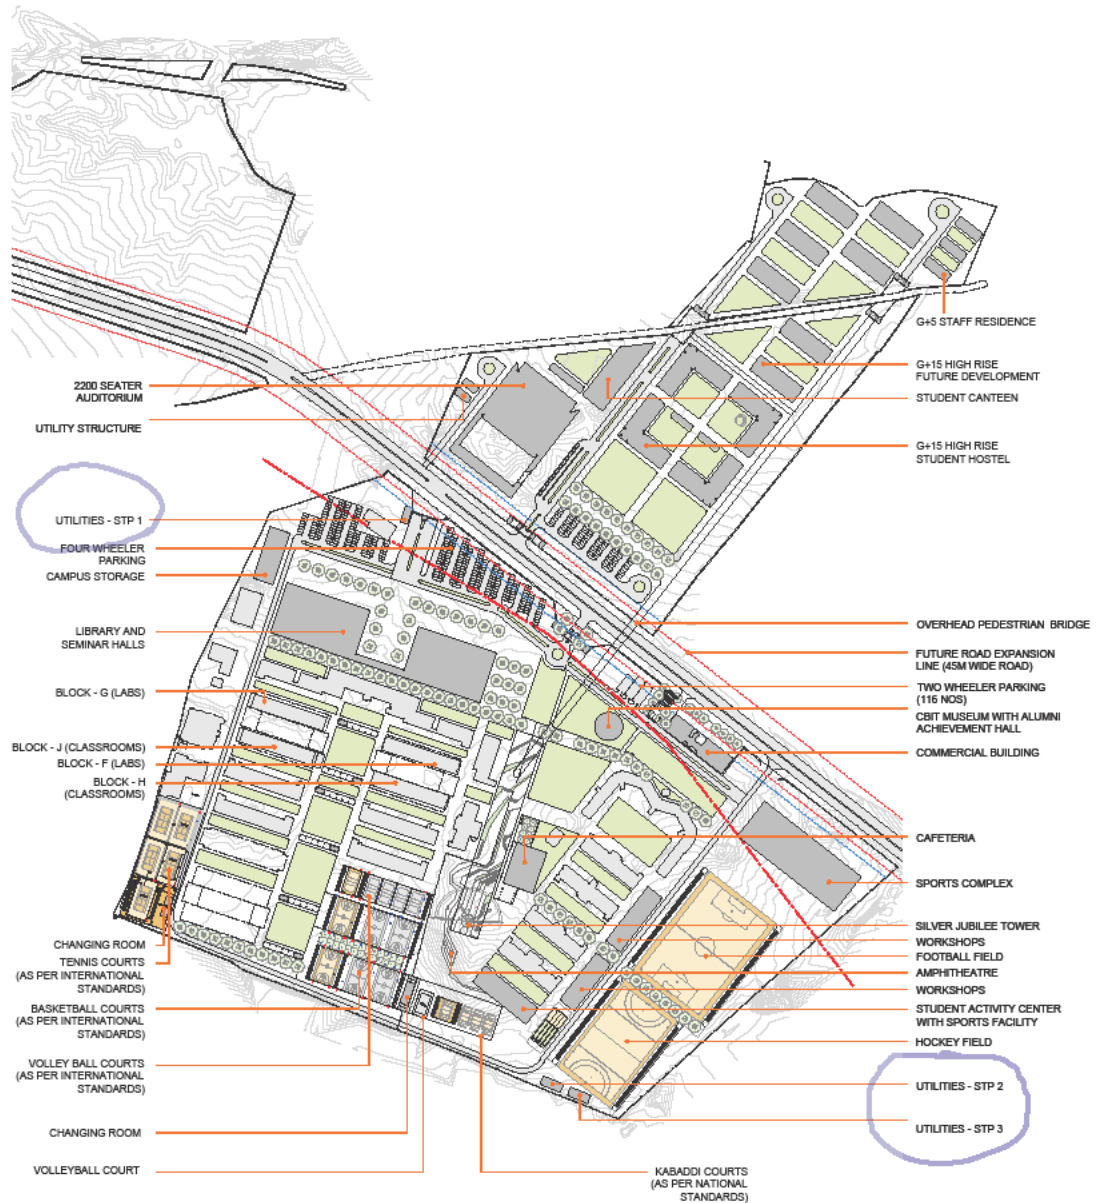 G+5 STAFF RESIDENCE
G+15 HIGH RISE
FUTURE DEVELOPMENT
STUDENT CANTEEN
G+15 HIGH RISE
STUDENT HOSTEL
2200 SEATER
AUDITORIUM
UTILITY STRUCTURE
UTILITIES - STP 1
FOUR WHEELER
PARKING
CAMPUS STORAGE
LIBRARY AND
SEMINAR HALLS
BLOCK - G (LABS)
BLOCK - J (CLASSROOMS)
BLOCK - F (LABS)
BLOCK - H
(CLASSROOMS)
CHANGING ROOM
TENNIS COURTS
(AS PER INTERNATIONAL
STANDARDS)
BASKETBALL COURTS
(AS PER INTERNATIONAL
STANDARDS)
VOLLEY BALL COURTS
(AS PER INTERNATIONAL
STANDARDS)
CHANGING ROOM
VOLLEYBALL COURT
OVERHEAD PEDESTRIAN BRIDGE
FUTURE ROAD EXPANSION
LINE (45M WIDE ROAD)
TWO WHEELER PARKING
(116 NOS)
CBIT MUSEUM WITH ALUMNI
ACHIEVEMENT HALL
COMMERCIAL BUILDING
CAFETERIA
SPORTS COMPLEX
SILVER JUBILEE TOWER
WORKSHOPS
FOOTBALL FIELD
AMPHITHEATRE
WORKSHOPS
STUDENT ACTIVITY CENTER
WITH SPORTS FACILITY
HOCKEY FIELD
UTILITIES - STP 2
UTILITIES - STP 3
KABADDI COURTS
(AS PER NATIONAL
STANDARDS)